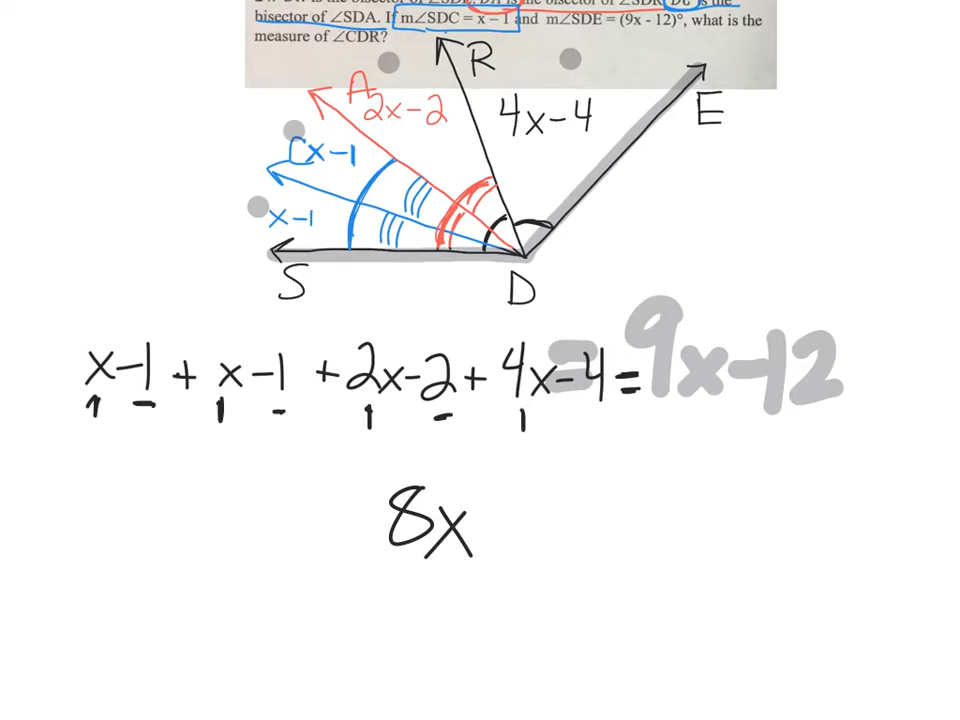 bisector of ∠SDA. If m∠SDC = x – 1 and m∠SDE = (9x - 12)°, what is the
measure of ∠CDR?
R
A
2x-2
4x-4
E
C
x-1
x-1
S
D
x-1 + x-1 + 2x-2 + 4x-4 = 9x-12
8x